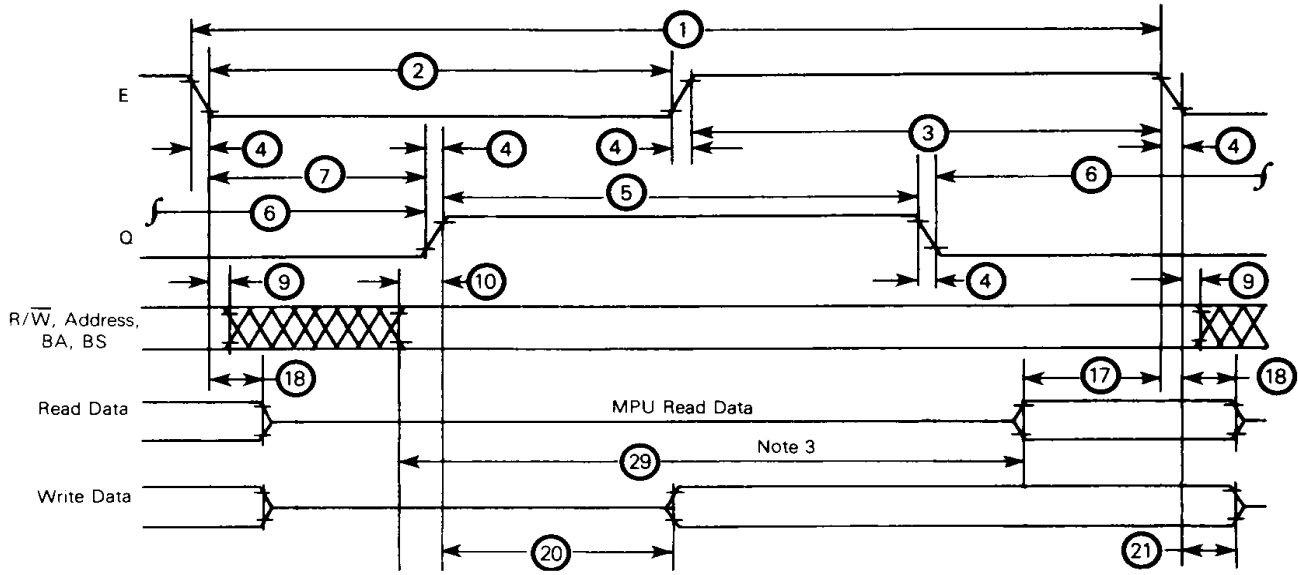 1
2
E
3
4 4 4 4
7
6
5
6
Q
9 10 4 9
R/W̅, Address,
BA, BS
18 17 18
Read Data MPU Read Data
29 Note 3
Write Data
20 21